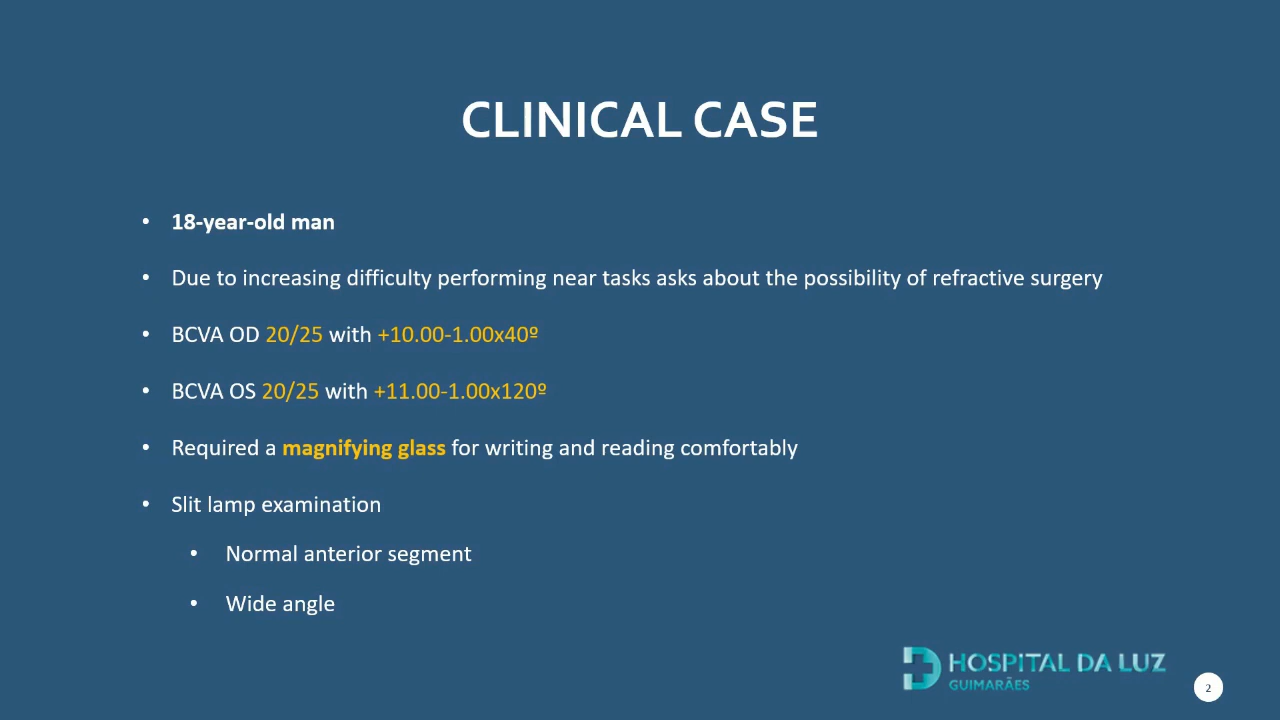 CLINICAL CASE
• 18-year-old man
• Due to increasing difficulty performing near tasks asks about the possibility of refractive surgery
• BCVA OD 20/25 with +10.00-1.00x40º
• BCVA OS 20/25 with +11.00-1.00x120º
• Required a magnifying glass for writing and reading comfortably
• Slit lamp examination
• Normal anterior segment
• Wide angle
HOSPITAL DA LUZ
GUIMARÃES
2